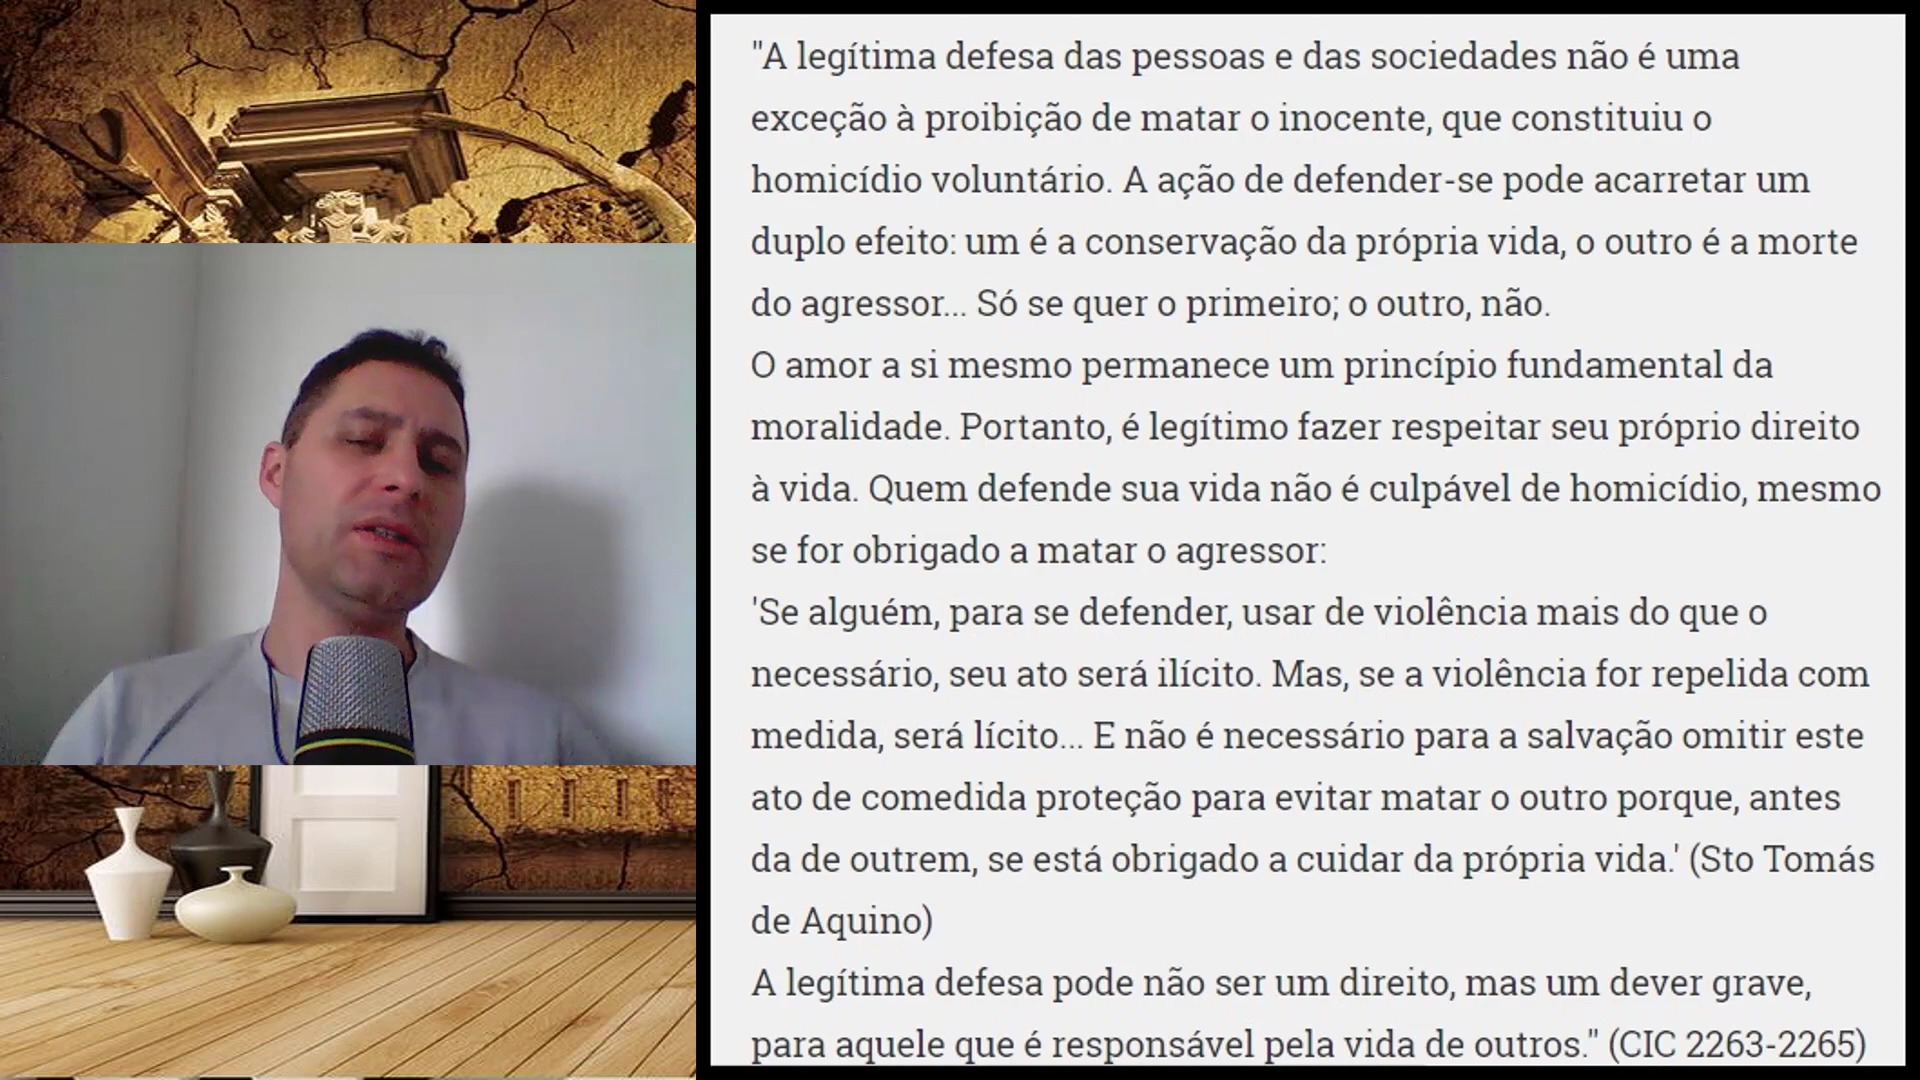 "A legítima defesa das pessoas e das sociedades não é uma
exceção à proibição de matar o inocente, que constituiu o
homicídio voluntário. A ação de defender-se pode acarretar um
duplo efeito: um é a conservação da própria vida, o outro é a morte
do agressor... Só se quer o primeiro; o outro, não.
O amor a si mesmo permanece um princípio fundamental da
moralidade. Portanto, é legítimo fazer respeitar seu próprio direito
à vida. Quem defende sua vida não é culpável de homicídio, mesmo
se for obrigado a matar o agressor:
'Se alguém, para se defender, usar de violência mais do que o
necessário, seu ato será ilícito. Mas, se a violência for repelida com
medida, será lícito... E não é necessário para a salvação omitir este
ato de comedida proteção para evitar matar o outro porque, antes
da de outrem, se está obrigado a cuidar da própria vida.' (Sto Tomás
de Aquino)
A legítima defesa pode não ser um direito, mas um dever grave,
para aquele que é responsável pela vida de outros." (CIC 2263-2265)